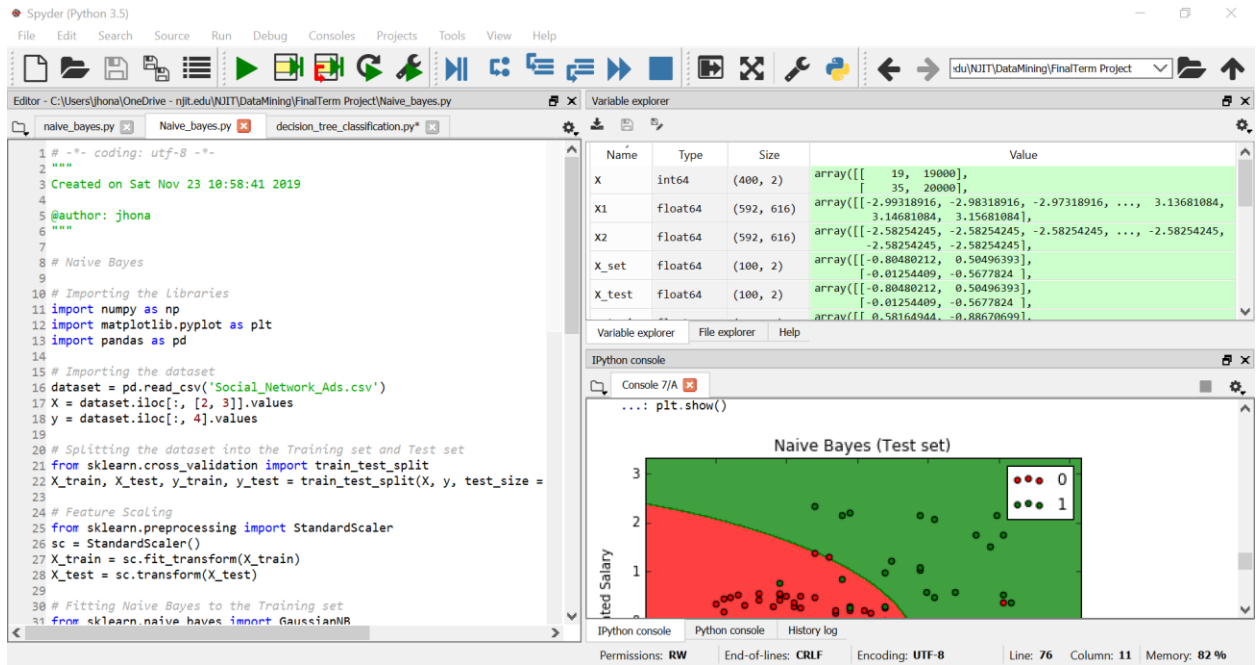 Spyder (Python 3.5)
File Edit Search Source Run Debug Consoles Projects Tools View Help
:du\NJIT\DataMining\FinalTerm Project
Editor - C:\Users\jhona\OneDrive - njit.edu\NJIT\DataMining\FinalTerm Project\Naive_bayes.py
naive_bayes.py Naive_bayes.py decision_tree_classification.py*
1 # -*- coding: utf-8 -*-
2 """
3 Created on Sat Nov 23 10:58:41 2019
4
5 @author: jhona
6 """
7
8 # Naive Bayes
9
10 # Importing the libraries
11 import numpy as np
12 import matplotlib.pyplot as plt
13 import pandas as pd
14
15 # Importing the dataset
16 dataset = pd.read_csv('Social_Network_Ads.csv')
17 X = dataset.iloc[:, [2, 3]].values
18 y = dataset.iloc[:, 4].values
19
20 # Splitting the dataset into the Training set and Test set
21 from sklearn.cross_validation import train_test_split
22 X_train, X_test, y_train, y_test = train_test_split(X, y, test_size =
23
24 # Feature Scaling
25 from sklearn.preprocessing import StandardScaler
26 sc = StandardScaler()
27 X_train = sc.fit_transform(X_train)
28 X_test = sc.transform(X_test)
29
30 # Fitting Naive Bayes to the Training set
31 from sklearn.naive_bayes import GaussianNB
Variable explorer
Name Type Size Value
X int64 (400, 2) array([[ 19, 19000],
[ 35, 20000],
X1 float64 (592, 616) array([[-2.99318916, -2.98318916, -2.97318916, ..., 3.13681084,
3.14681084, 3.15681084],
X2 float64 (592, 616) array([[-2.58254245, -2.58254245, -2.58254245, ..., -2.58254245,
-2.58254245, -2.58254245],
X_set float64 (100, 2) array([[-0.80480212, 0.50496393],
[-0.01254409, -0.5677824 ],
X_test float64 (100, 2) array([[-0.80480212, 0.50496393],
[-0.01254409, -0.5677824 ],
array([[ 0.58164944, -0.88670699],
Variable explorer File explorer Help
IPython console
Console 7/A
...: plt.show()
Naive Bayes (Test set)
0
1
3
2
1
ted Salary
IPython console Python console History log
Permissions: RW End-of-lines: CRLF Encoding: UTF-8 Line: 76 Column: 11 Memory: 82 %